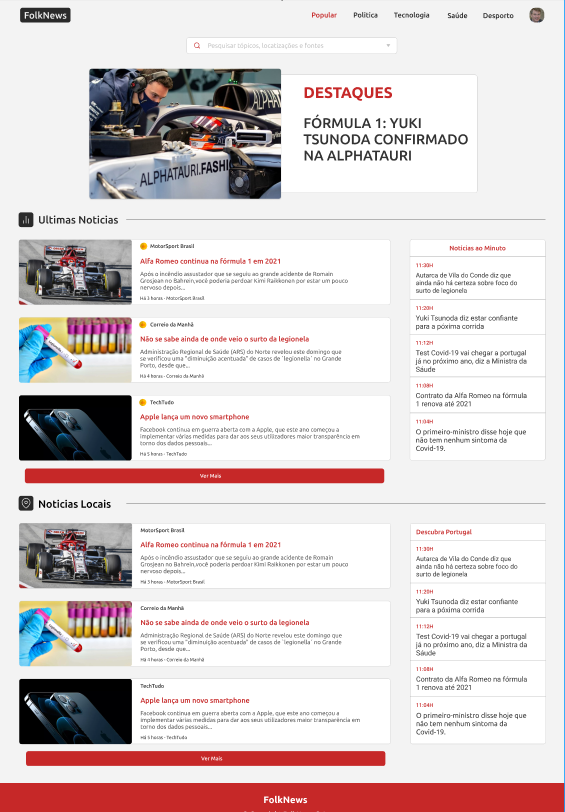 FolkNews
Popular
Política
Tecnologia
Saúde
Desporto
Pesquisar tópicos, localizações e fontes
ALPHATAURI.FASHI
ALPHA
DESTAQUES
FÓRMULA 1: YUKI
TSUNODA CONFIRMADO
NA ALPHATAURI
Ultimas Noticias
MotorSport Brasil
Alfa Romeo continua na fórmula 1 em 2021
Após o incêndio assustador que se seguiu ao grande acidente de Romain
Grosjean no Bahrein,você poderia perdoar Kimi Raikkonen por estar um pouco
nervoso depois...
Há 3 horas - MotorSport Brasil
Correio da Manhã
Não se sabe ainda de onde veio o surto da legionela
Administração Regional de Saúde (ARS) do Norte revelou este domingo que
se verificou uma "diminuição acentuada" de casos de ´legionella` no Grande
Porto, desde que...
Há 4 horas - Correio da Manhã
TechTudo
Apple lança um novo smartphone
Facebook continua em guerra aberta com a Apple, que este ano começou a
implementar várias medidas para dar aos seus utilizadores maior transparência em
torno dos dados pessoais...
Há 5 horas - TechTudo
Ver Mais
Notícias ao Minuto
11:30H
Autarca de Vila do Conde diz que
ainda não há certeza sobre foco do
surto de legionela
11:20H
Yuki Tsunoda diz estar confiante
para a póxima corrida
11:12H
Test Covid-19 vai chegar a portugal
já no próximo ano, diz a Ministra da
Sáude
11:08H
Contrato da Alfa Romeo na fórmula
1 renova até 2021
11:04H
O primeiro-ministro disse hoje que
não tem nenhum sintoma da
Covid-19.
Noticias Locais
MotorSport Brasil
Alfa Romeo continua na fórmula 1 em 2021
Após o incêndio assustador que se seguiu ao grande acidente de Romain
Grosjean no Bahrein,você poderia perdoar Kimi Raikkonen por estar um pouco
nervoso depois...
Há 3 horas - MotorSport Brasil
Correio da Manhã
Não se sabe ainda de onde veio o surto da legionela
Administração Regional de Saúde (ARS) do Norte revelou este domingo que
se verificou uma "diminuição acentuada" de casos de ´legionella` no Grande
Porto, desde que...
Há 4 horas - Correio da Manhã
TechTudo
Apple lança um novo smartphone
Facebook continua em guerra aberta com a Apple, que este ano começou a
implementar várias medidas para dar aos seus utilizadores maior transparência em
torno dos dados pessoais...
Há 5 horas - TechTudo
Ver Mais
Descubra Portugal
11:30H
Autarca de Vila do Conde diz que
ainda não há certeza sobre foco do
surto de legionela
11:20H
Yuki Tsunoda diz estar confiante
para a póxima corrida
11:12H
Test Covid-19 vai chegar a portugal
já no próximo ano, diz a Ministra da
Sáude
11:08H
Contrato da Alfa Romeo na fórmula
1 renova até 2021
11:04H
O primeiro-ministro disse hoje que
não tem nenhum sintoma da
Covid-19.
FolkNews